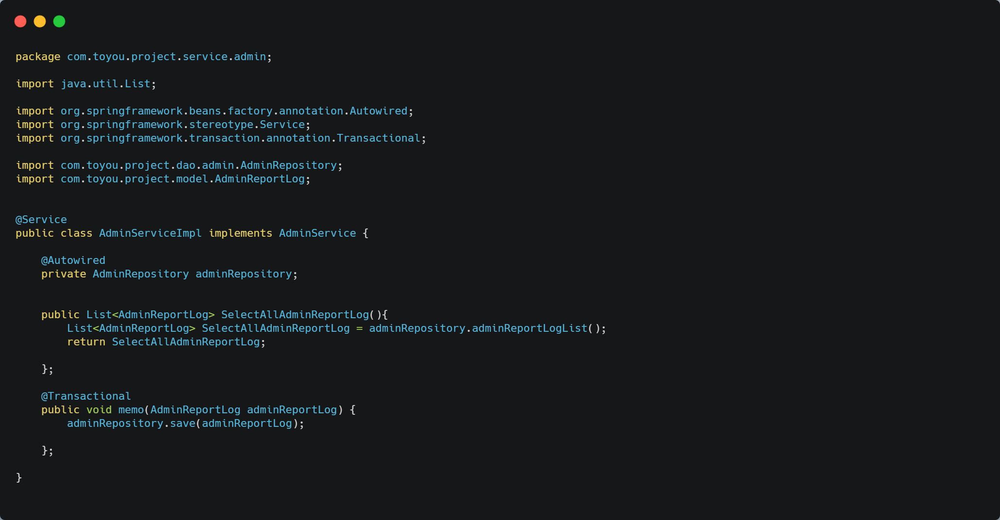 package com.toyou.project.service.admin;
import java.util.List;
import org.springframework.beans.factory.annotation.Autowired;
import org.springframework.stereotype.Service;
import org.springframework.transaction.annotation.Transactional;
import com.toyou.project.dao.admin.AdminRepository;
import com.toyou.project.model.AdminReportLog;
@Service
public class AdminServiceImpl implements AdminService {
@Autowired
private AdminRepository adminRepository;
public List<AdminReportLog> SelectAllAdminReportLog(){
List<AdminReportLog> SelectAllAdminReportLog = adminRepository.adminReportLogList();
return SelectAllAdminReportLog;
};
@Transactional
public void memo(AdminReportLog adminReportLog) {
adminRepository.save(adminReportLog);
};
}